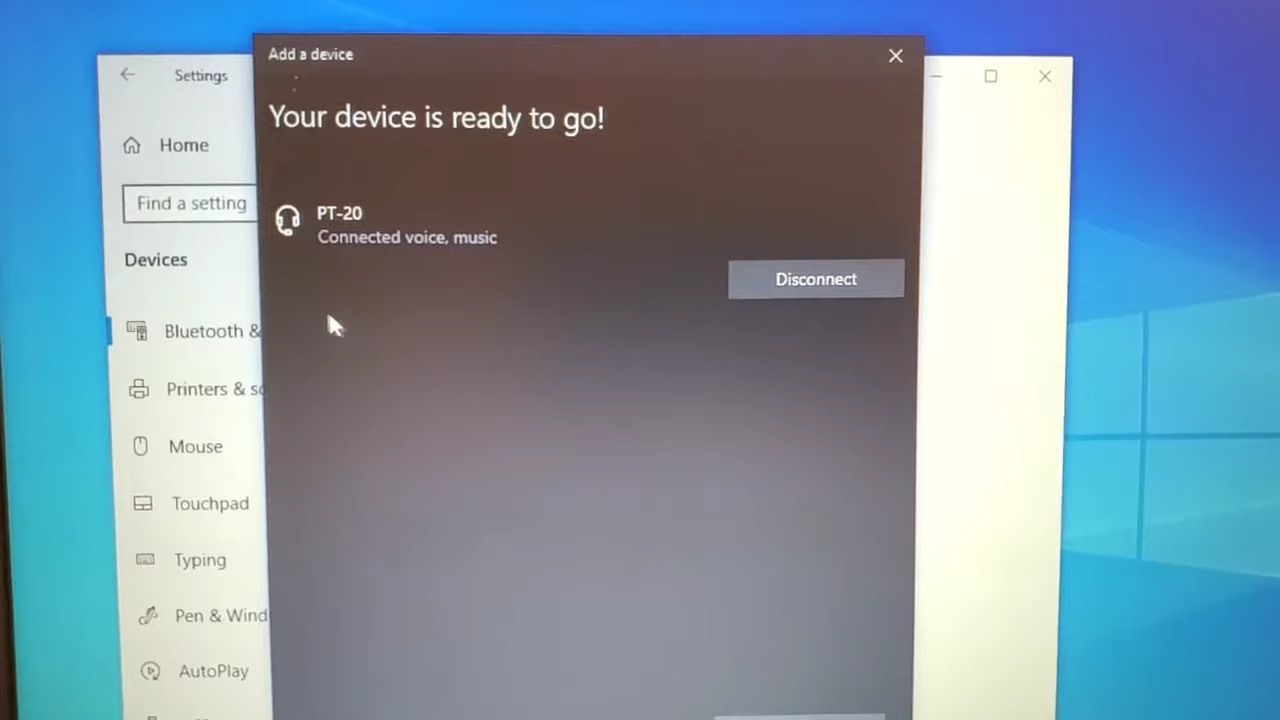 Add a device
Settings
Your device is ready to go!
Home
Find a setting
PT-20
Connected voice, music
Devices
Disconnect
Bluetooth &
Printers &
Mouse
Touchpad
Typing
Pen &
AutoPlay